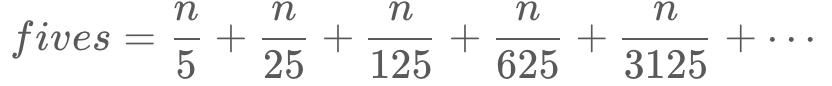 fives = n/5 + n/25 + n/125 + n/625 + n/3125 + ⋯